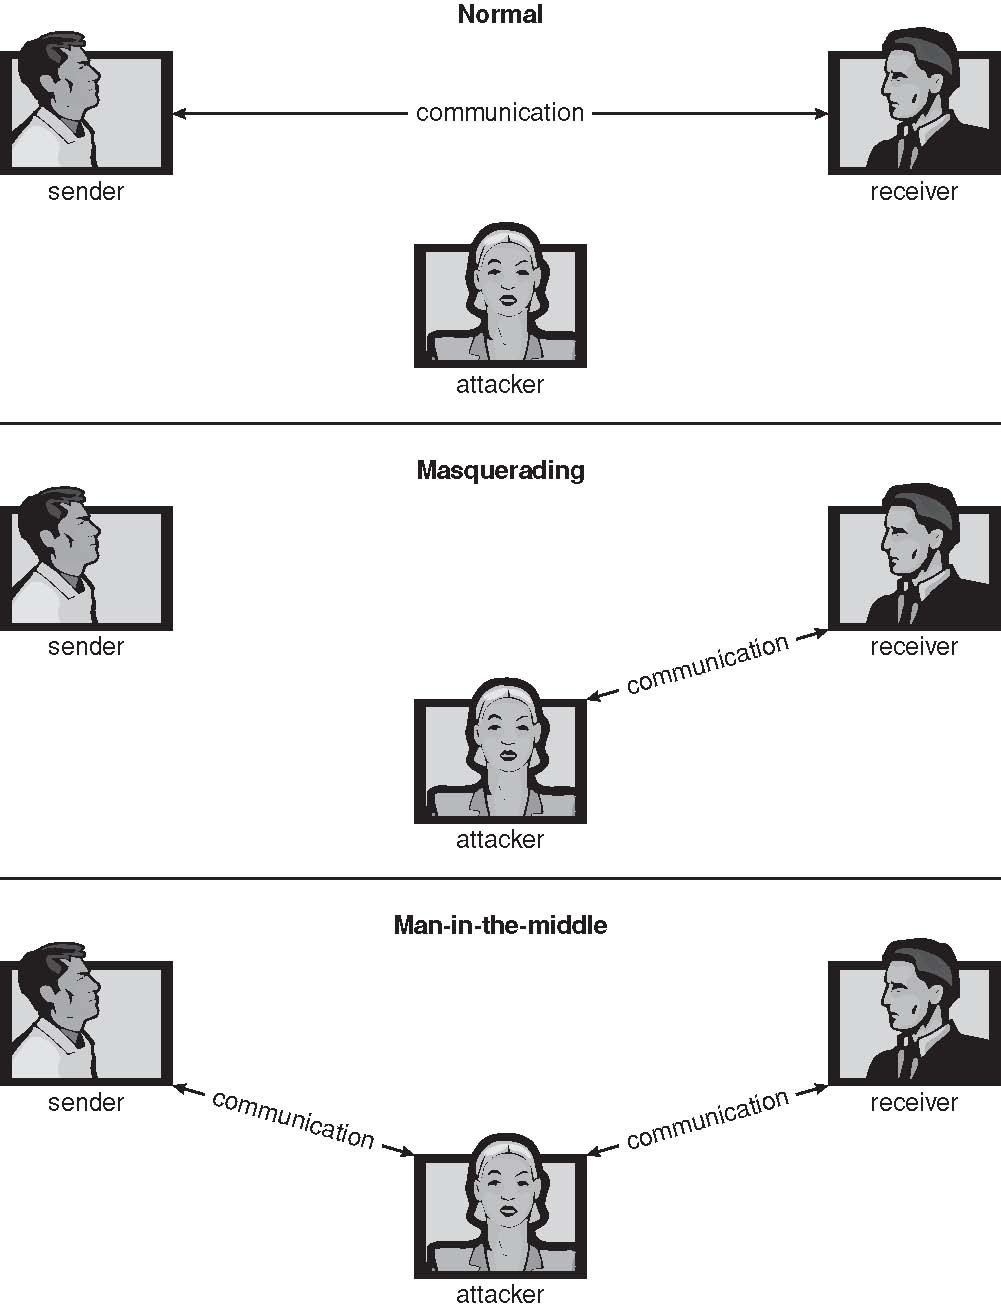 Normal
communication
sender
receiver
attacker
Masquerading
sender
receiver
communication
attacker
Man-in-the-middle
sender
receiver
communication
communication
attacker